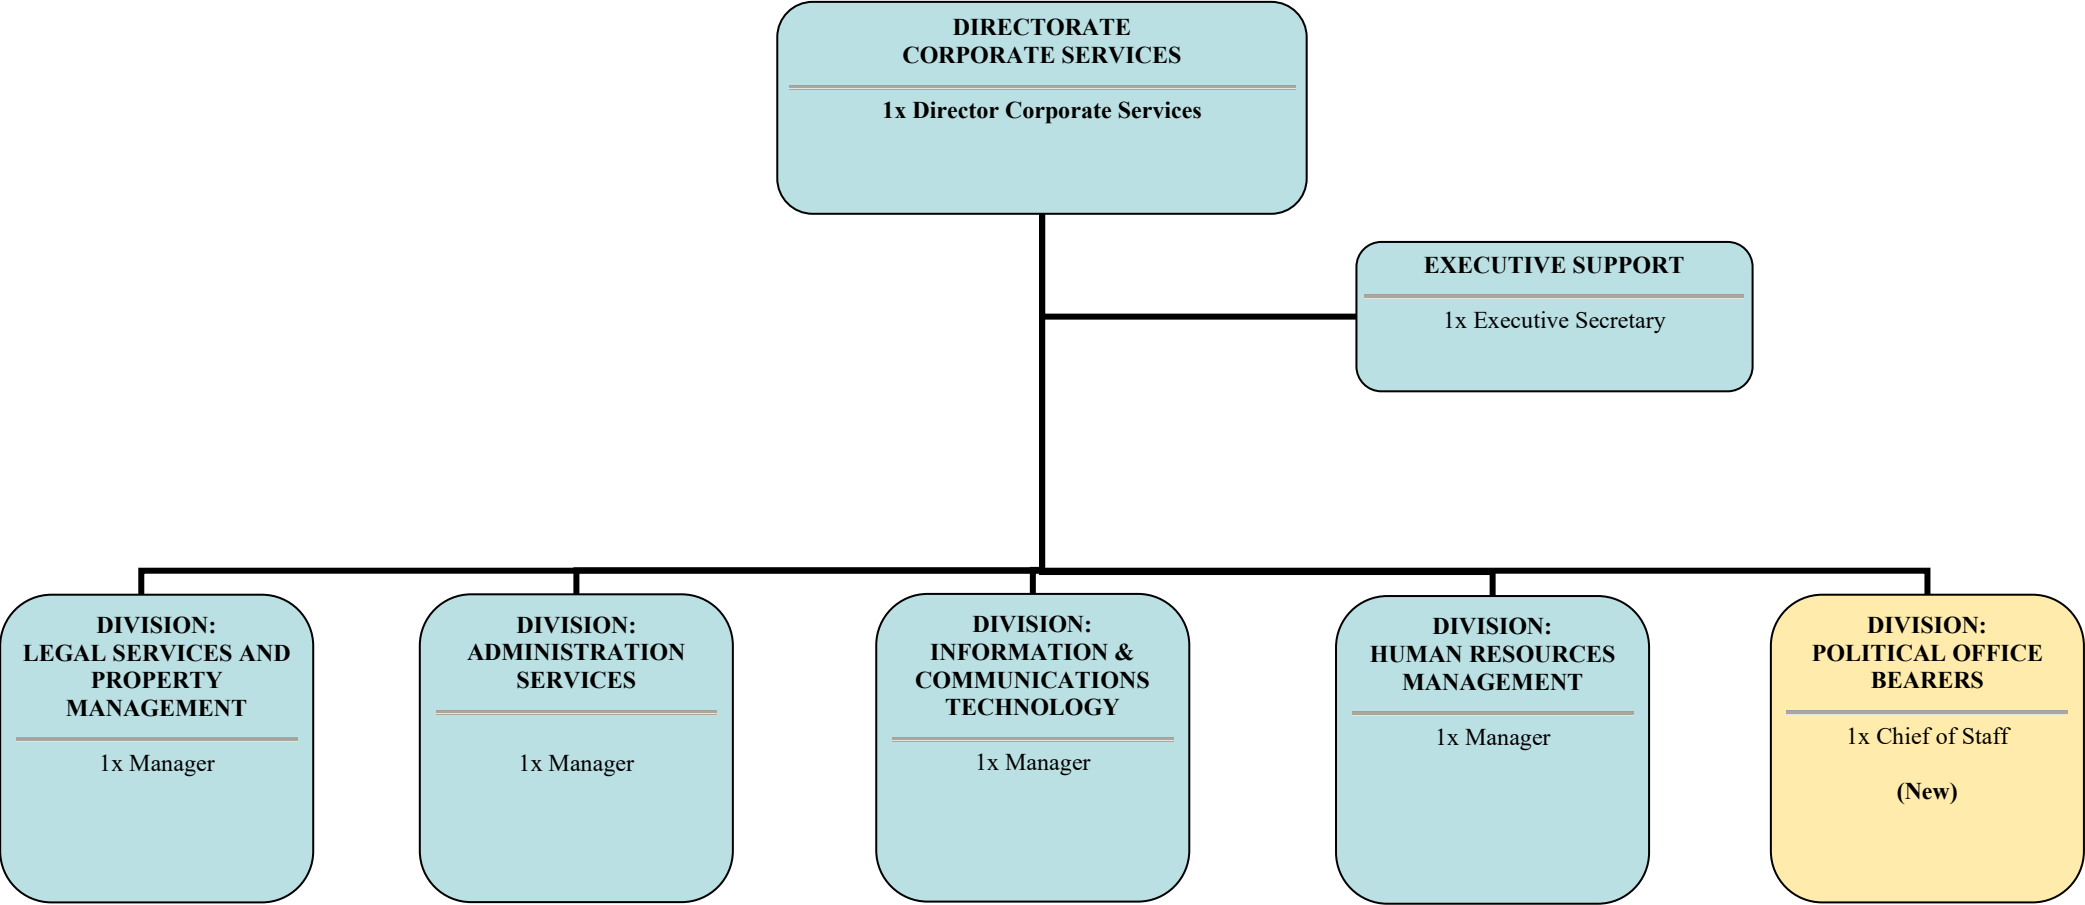 DIRECTORATE
CORPORATE SERVICES
1x Director Corporate Services
EXECUTIVE SUPPORT
1x Executive Secretary
DIVISION:
LEGAL SERVICES AND
PROPERTY
MANAGEMENT
1x Manager
DIVISION:
ADMINISTRATION
SERVICES
1x Manager
DIVISION:
INFORMATION &
COMMUNICATIONS
TECHNOLOGY
1x Manager
DIVISION:
HUMAN RESOURCES
MANAGEMENT
1x Manager
DIVISION:
POLITICAL OFFICE
BEARERS
1x Chief of Staff
(New)